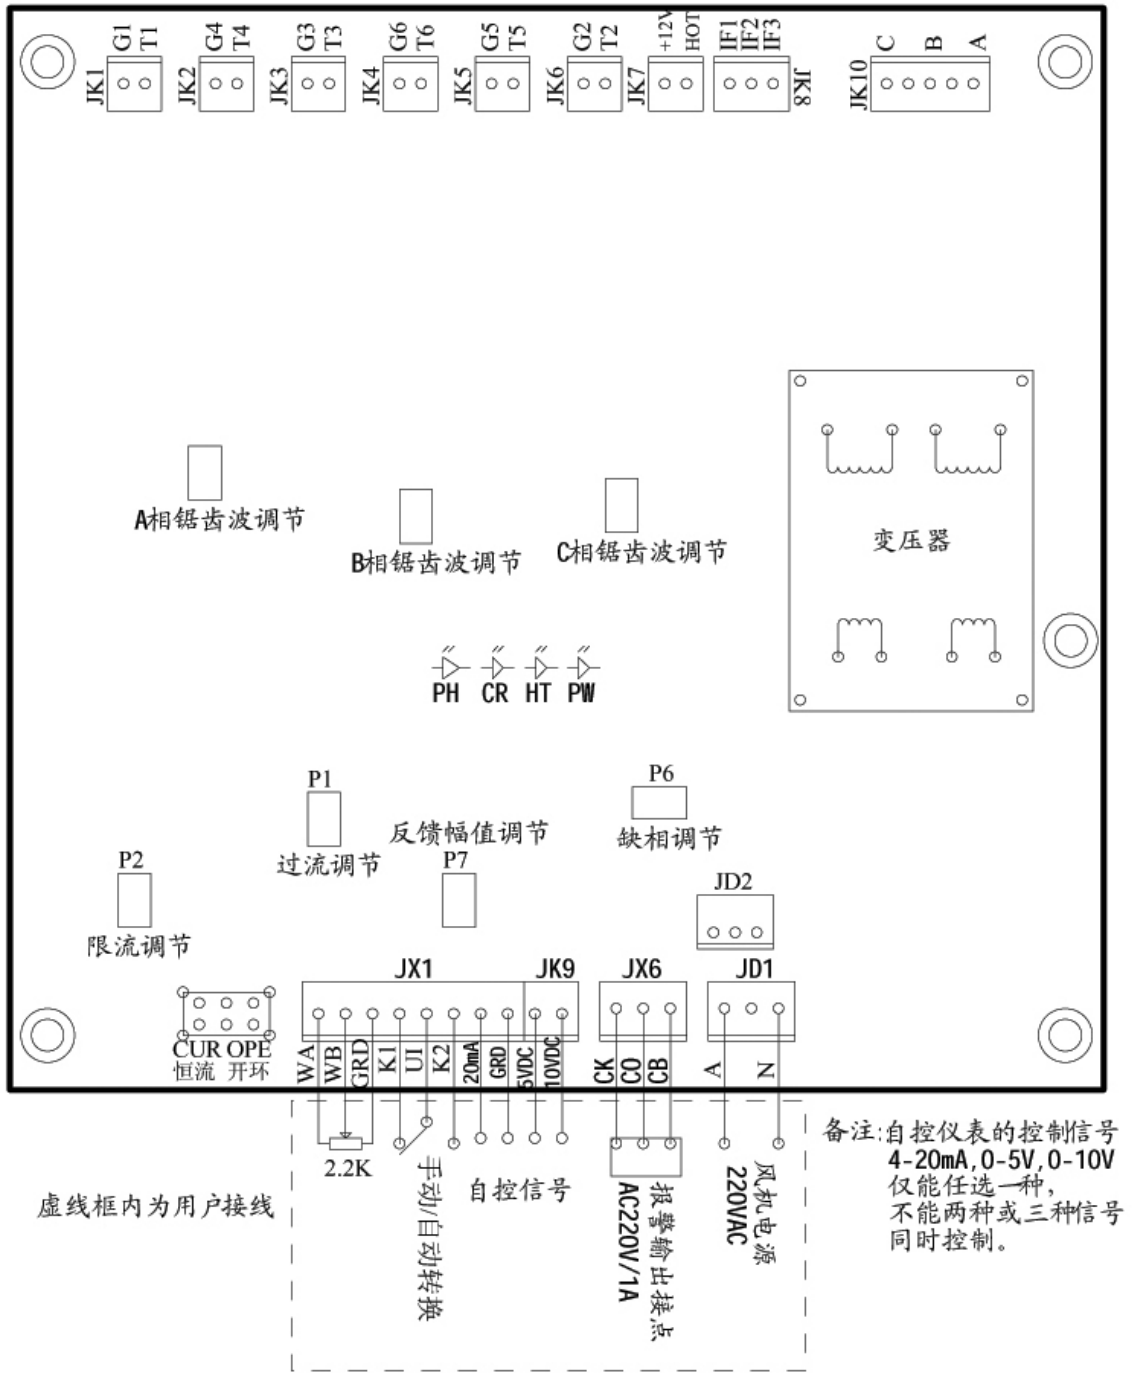 G1
T1
JK1
G4
T4
JK2
G3
T3
JK3
G6
T6
JK4
G5
T5
JK5
G2
T2
JK6
+12V
HOT
JK7
IF1
IF2
IF3
JK8
C B A
JK10
A相锯齿波调节
B相锯齿波调节
C相锯齿波调节
变压器
PH CR HT PW
P1
过流调节
反馈幅值调节
P7
P6
缺相调节
P2
限流调节
JD2
JX1 JK9 JX6 JD1
CUR OPE
恒流 开环
WA
WB
GRD
K1
UI
K2
20mA
GRD
5VDC
10VDC
CK
CO
CB
A
N
2.2K
手动/自动转换
自控信号
报警输出接点
AC220V/1A
风机电源
220VAC
虚线框内为用户接线
备注:自控仪表的控制信号
4-20mA,0-5V,0-10V
仅能任选一种,
不能两种或三种信号
同时控制。